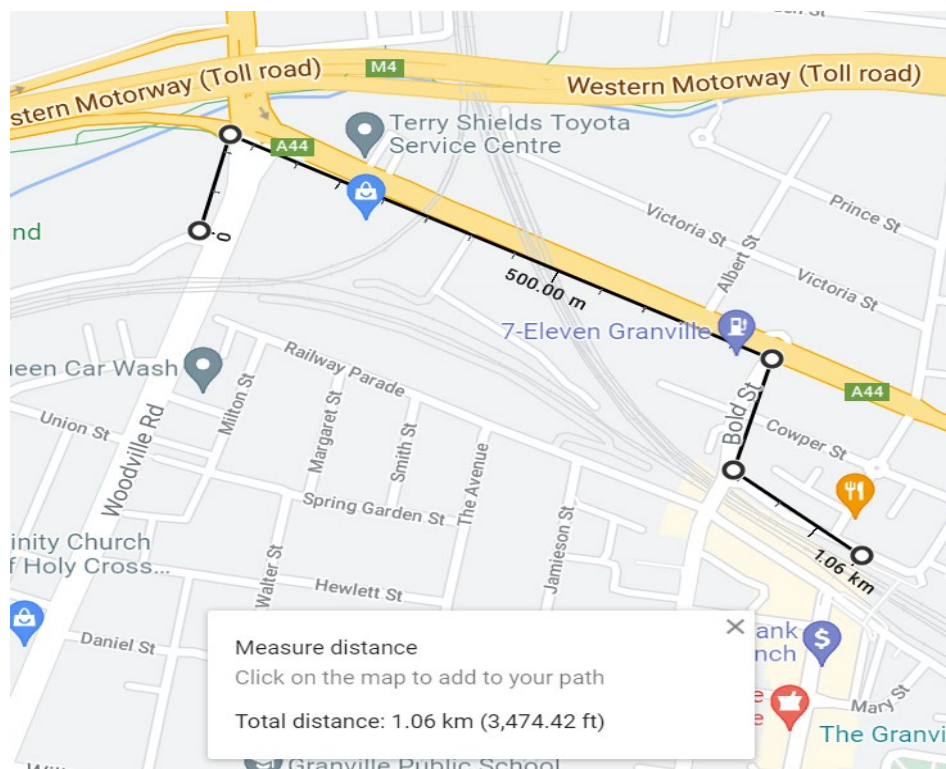 Western Motorway (Toll road)
stern Motorway (Toll road)
M4
Terry Shields Toyota
Service Centre
A44
nd
0
Prince St
Victoria St
Albert St
Victoria St
500.00 m
7-Eleven Granville
ueen Car Wash
Railway Parade
A44
Milton St
Bold St
Cowper St
Union St
Margaret St
Smith St
Woodville Rd
The Avenue
Spring Garden St
Jamieson St
inity Church
f Holy Cross...
Walter St
Hewlett St
1.06 km
Daniel St
Measure distance
Click on the map to add to your path
Total distance: 1.06 km (3,474.42 ft)
ank
nch
e
e
Mary St
The Granvi
Granville Public School